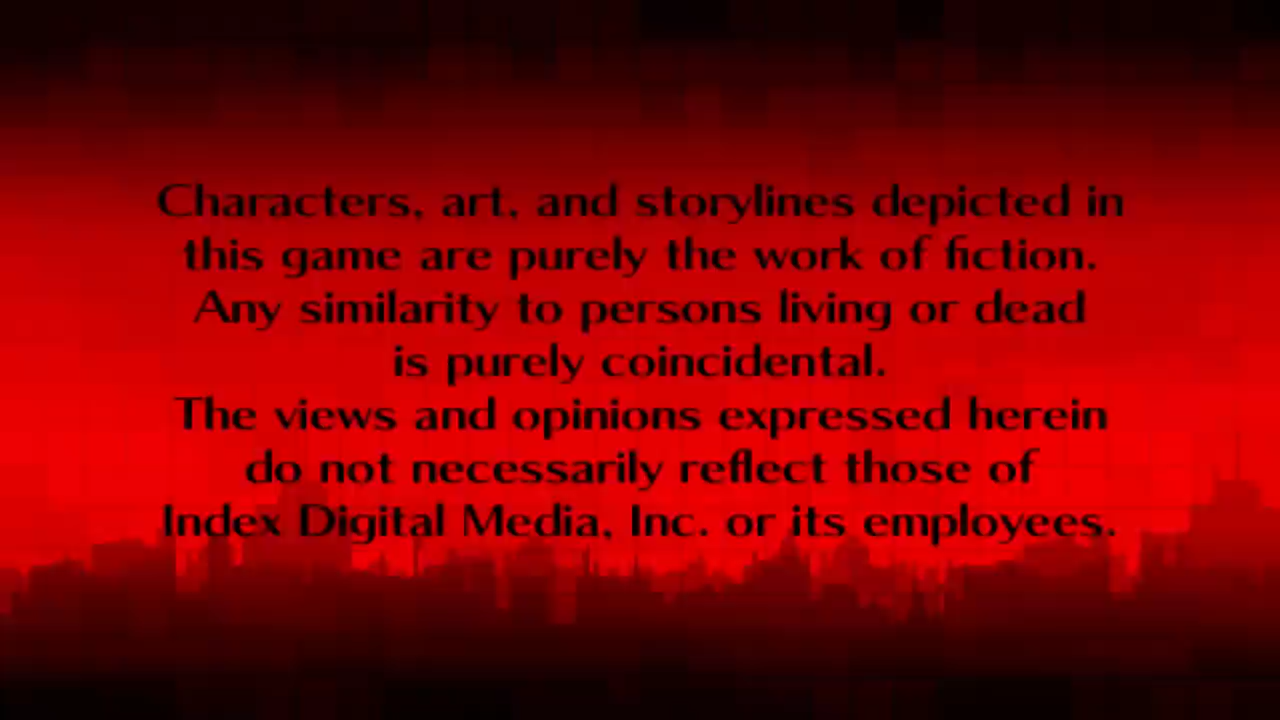 Characters, art, and storylines depicted in
this game are purely the work of fiction.
Any similarity to persons living or dead
is purely coincidental.
The views and opinions expressed herein
do not necessarily reflect those of
Index Digital Media, Inc. or its employees.